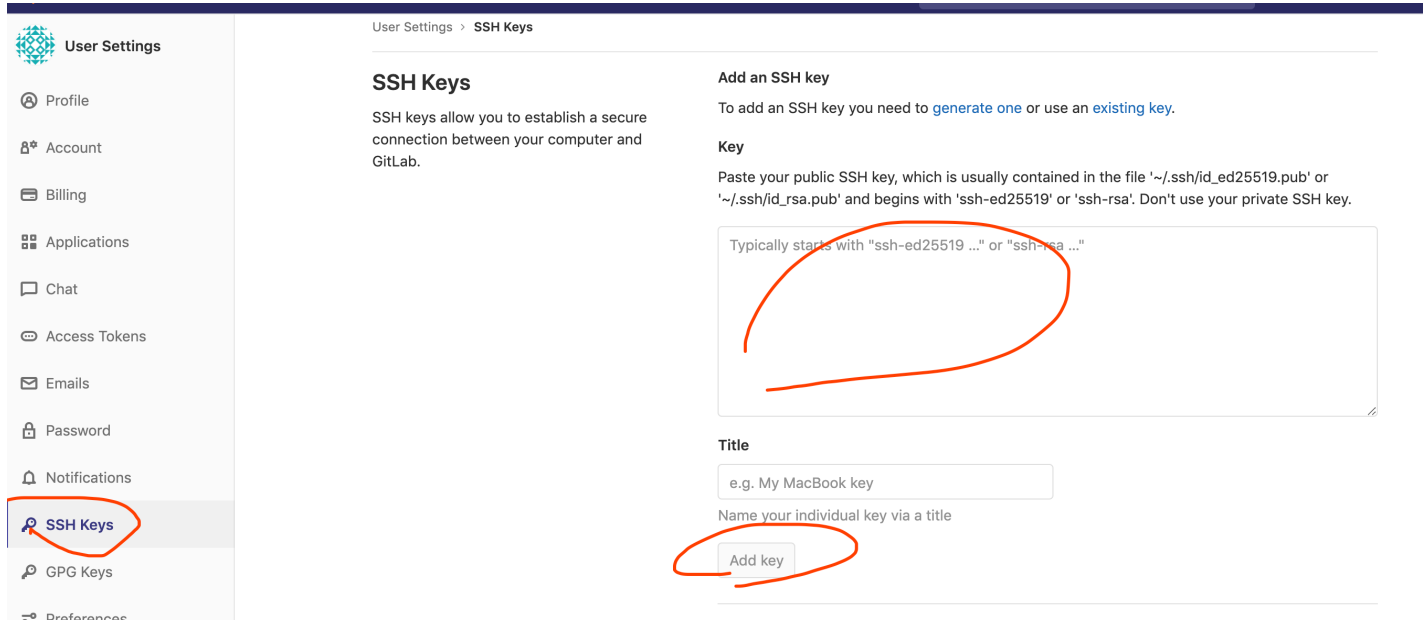 User Settings
Profile
Account
Billing
Applications
Chat
Access Tokens
Emails
Password
Notifications
SSH Keys
GPG Keys
Preferences
User Settings > SSH Keys
SSH Keys
SSH keys allow you to establish a secure
connection between your computer and
GitLab.
Add an SSH key
To add an SSH key you need to generate one or use an existing key.
Key
Paste your public SSH key, which is usually contained in the file '~/.ssh/id_ed25519.pub' or
'~/.ssh/id_rsa.pub' and begins with 'ssh-ed25519' or 'ssh-rsa'. Don't use your private SSH key.
Typically starts with "ssh-ed25519 ..." or "ssh-rsa ..."
Title
e.g. My MacBook key
Name your individual key via a title
Add key